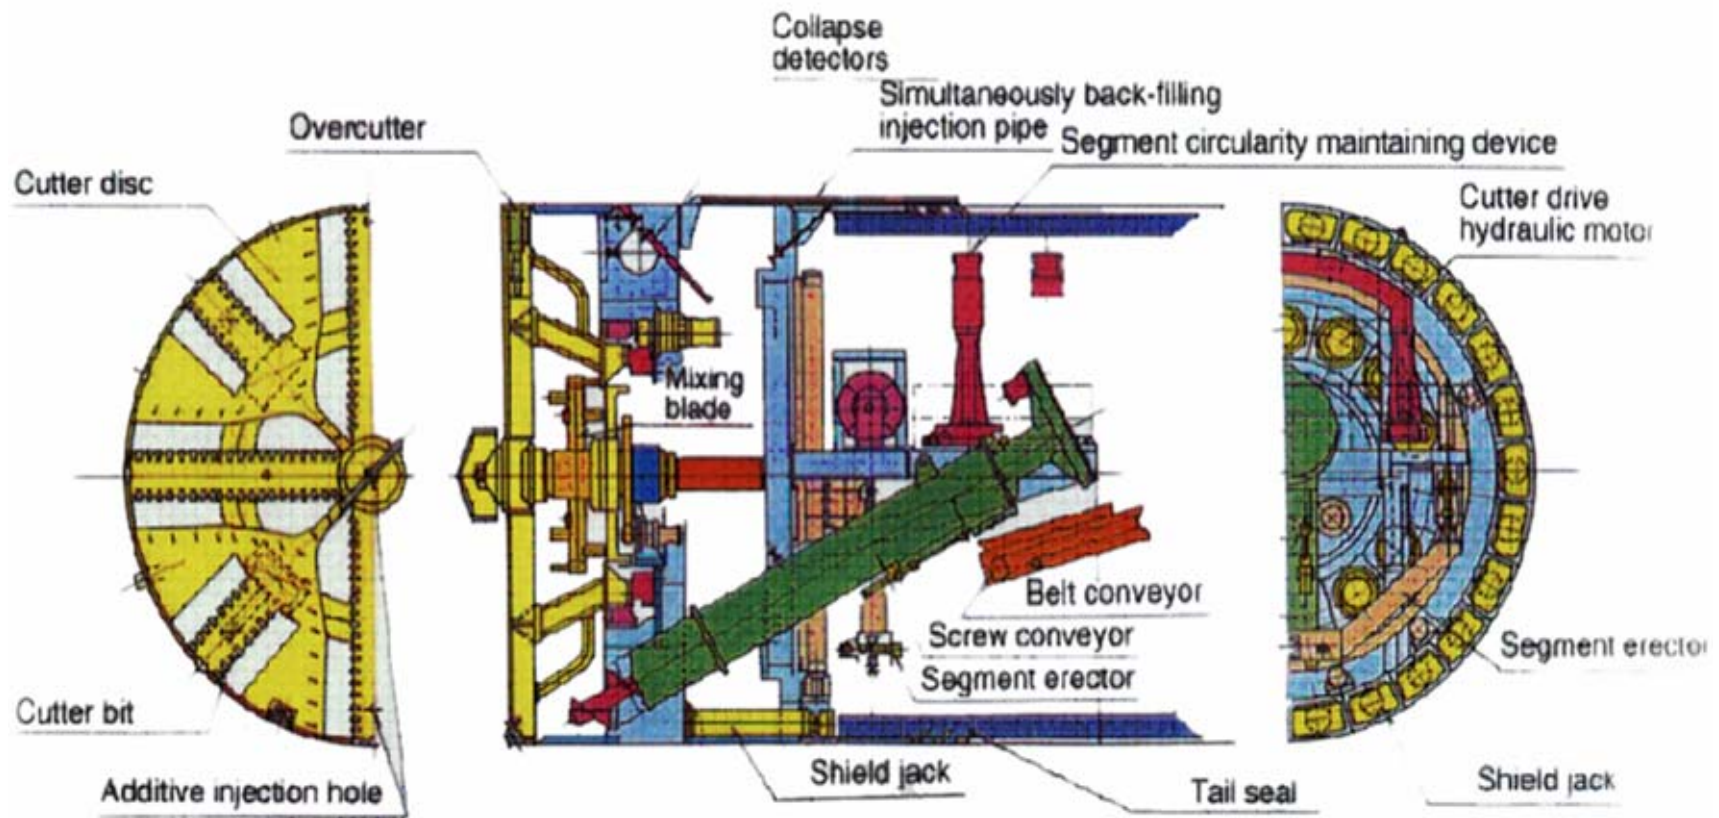 Collapse
detectors
Simultaneously back-filling
injection pipe
Overcutter
Segment circularity maintaining device
Cutter disc
Cutter drive
hydraulic motor
Mixing
blade
Belt conveyor
Screw conveyor
Segment erector
Segment erector
Cutter bit
Shield jack
Shield jack
Additive injection hole
Tail seal